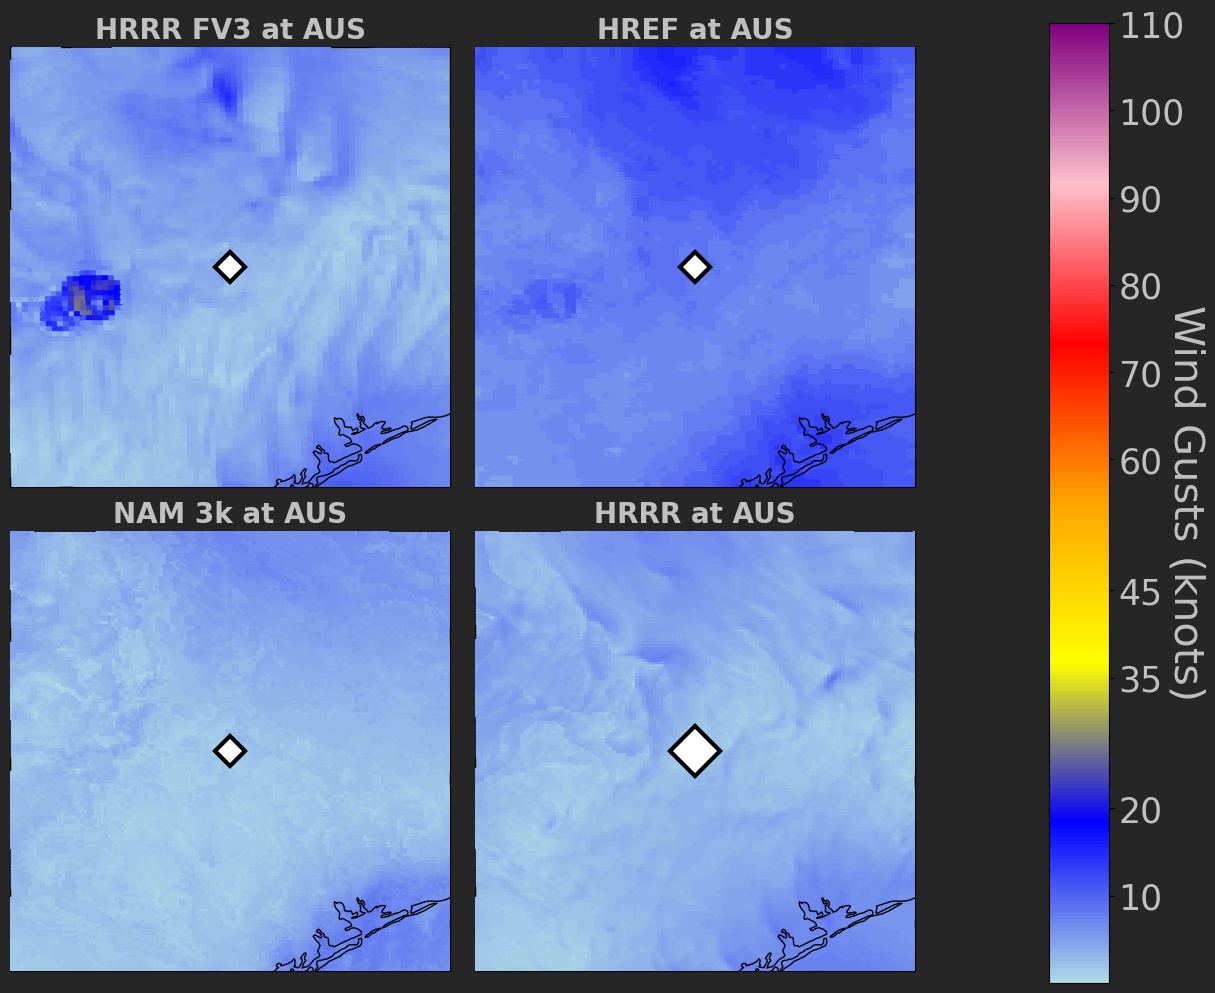 HRRR FV3 at AUS
HREF at AUS
NAM 3k at AUS
HRRR at AUS
110
100
90
80
70
60
45
35
20
10
Wind Gusts (knots)